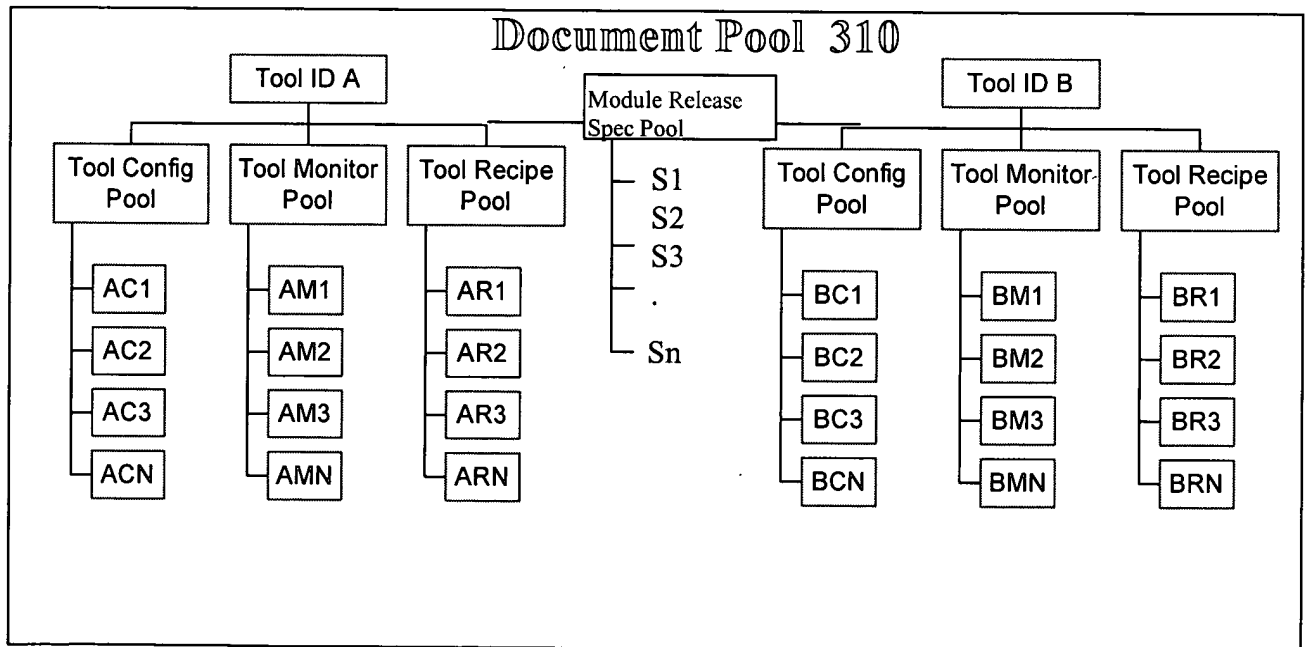 Document Pool 310
Tool ID A
Tool Config
Pool
AC1
AC2
AC3
ACN
Tool Monitor
Pool
AM1
AM2
AM3
AMN
Tool Recipe
Pool
AR1
AR2
AR3
ARN
Module Release
Spec Pool
S1
S2
S3
.
Sn
Tool ID B
Tool Config
Pool
BC1
BC2
BC3
BCN
Tool Monitor
Pool
BM1
BM2
BM3
BMN
Tool Recipe
Pool
BR1
BR2
BR3
BRN